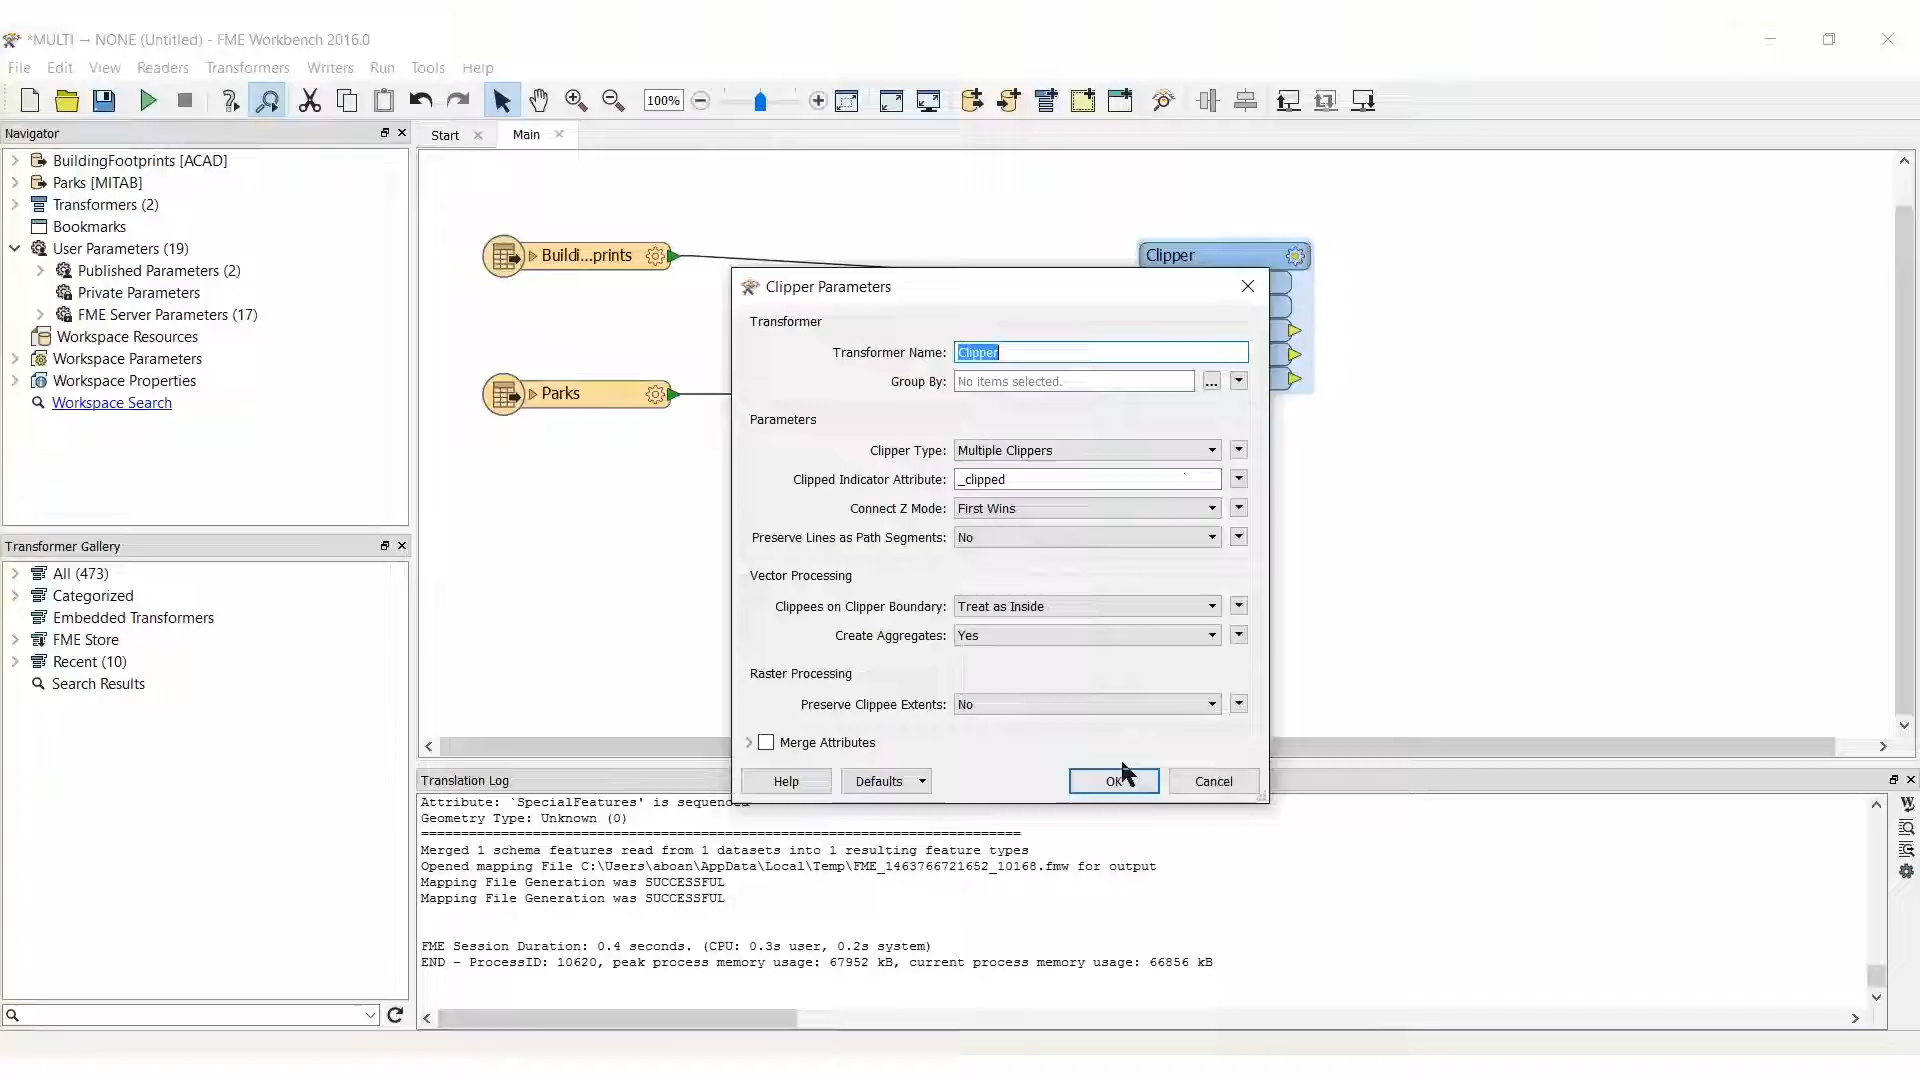 *MULTI → NONE (Untitled) - FME Workbench 2016.0
File Edit View Readers Transformers Writers Run Tools Help
100%
Navigator
BuildingFootprints [ACAD]
Parks [MITAB]
Transformers (2)
Bookmarks
User Parameters (19)
Published Parameters (2)
Private Parameters
FME Server Parameters (17)
Workspace Resources
Workspace Parameters
Workspace Properties
Workspace Search
Transformer Gallery
All (473)
Categorized
Embedded Transformers
FME Store
Recent (10)
Search Results
Start
Main
Buildi...prints
Parks
Clipper
Clipper Parameters
Transformer
Transformer Name: Clipper
Group By: No items selected.
...
Parameters
Clipper Type: Multiple Clippers
Clipped Indicator Attribute: _clipped
Connect Z Mode: First Wins
Preserve Lines as Path Segments: No
Vector Processing
Clippees on Clipper Boundary: Treat as Inside
Create Aggregates: Yes
Raster Processing
Preserve Clippee Extents: No
Merge Attributes
Help Defaults OK Cancel
Translation Log
Attribute: `SpecialFeatures' is
Geometry Type: Unknown (0)
===========================================================================
Merged 1 schema features read from 1 datasets into 1 resulting feature types
Opened mapping File C:\Users\aboan\AppData\Local\Temp\FME_1463766721652_10168.fmw for output
Mapping File Generation was SUCCESSFUL
Mapping File Generation was SUCCESSFUL
FME Session Duration: 0.4 seconds. (CPU: 0.3s user, 0.2s system)
END - ProcessID: 10620, peak process memory usage: 67952 kB, current process memory usage: 66856 kB